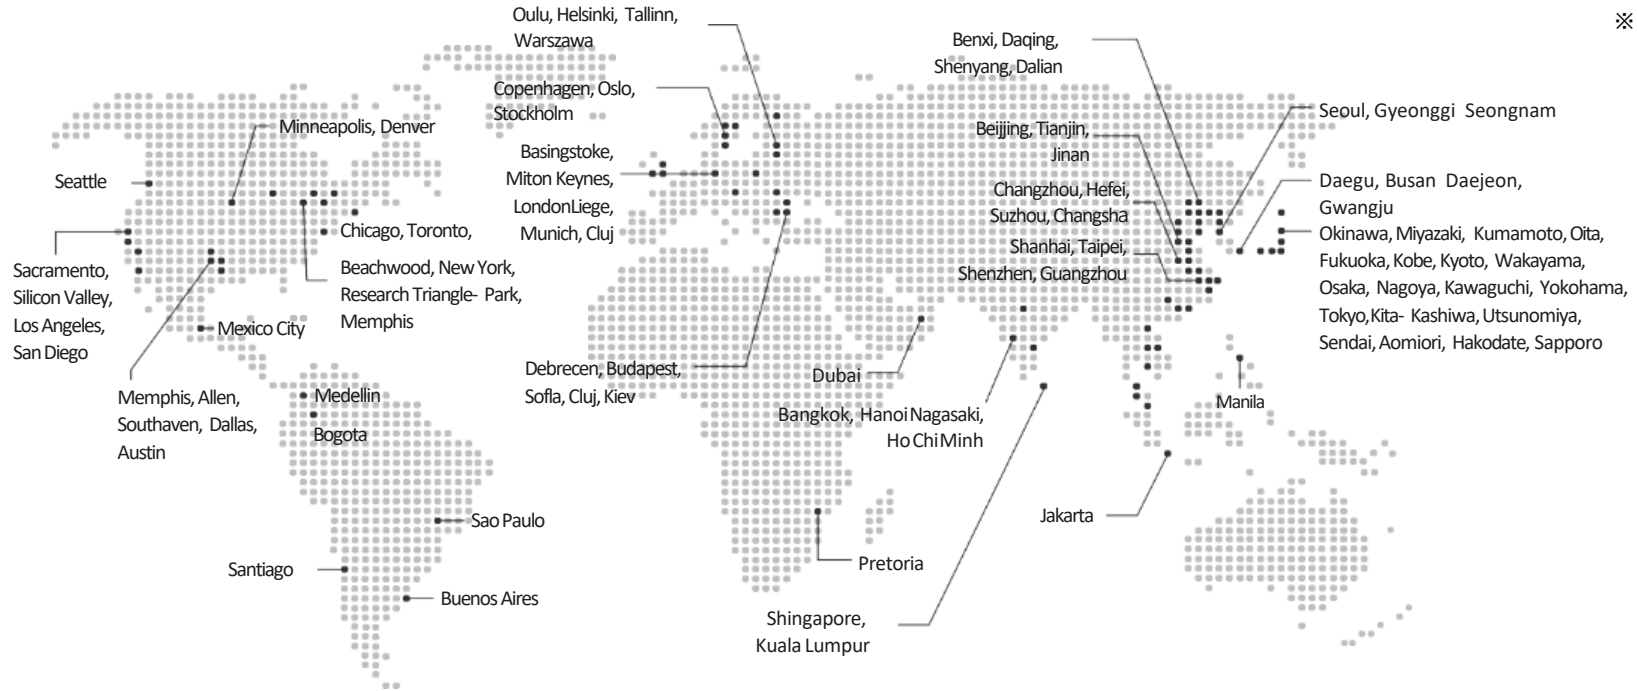 ※
Oulu, Helsinki, Tallinn,
Warszawa
Benxi, Daqing,
Shenyang, Dalian
Copenhagen, Oslo,
Stockholm
Seoul, Gyeonggi Seongnam
Minneapolis, Denver
Beijjing, Tianjin,
Jinan
Basingstoke,
Miton Keynes,
LondonLiege,
Munich, Cluj
Seattle
Changzhou, Hefei,
Suzhou, Changsha
Daegu, Busan Daejeon,
Gwangju
Okinawa, Miyazaki, Kumamoto, Oita,
Fukuoka, Kobe, Kyoto, Wakayama,
Osaka, Nagoya, Kawaguchi, Yokohama,
Tokyo,Kita- Kashiwa, Utsunomiya,
Sendai, Aomiori, Hakodate, Sapporo
Chicago, Toronto,
Beachwood, New York,
Research Triangle- Park,
Memphis
Shanhai, Taipei,
Shenzhen, Guangzhou
Sacramento,
Silicon Valley,
Los Angeles,
San Diego
Mexico City
Debrecen, Budapest,
Sofla, Cluj, Kiev
Dubai
Memphis, Allen,
Southaven, Dallas,
Austin
Medellin
Bogota
Bangkok, Hanoi Nagasaki,
Ho Chi Minh
Manila
Sao Paulo
Jakarta
Santiago
Pretoria
Buenos Aires
Shingapore,
Kuala Lumpur